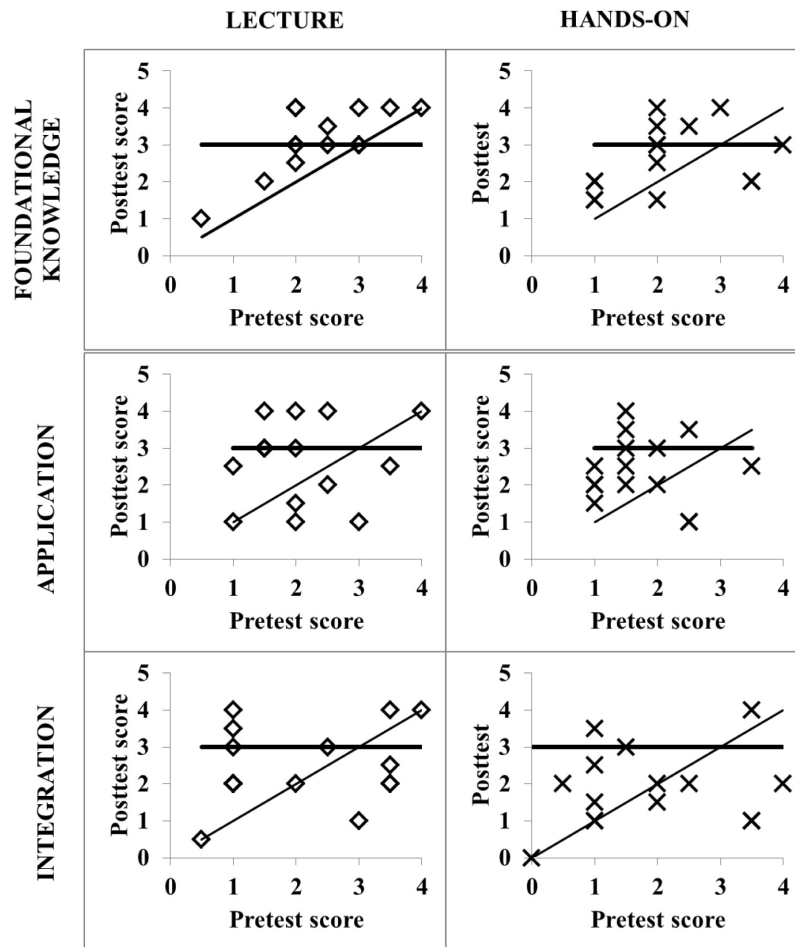 LECTURE
HANDS-ON
FOUNDATIONAL
KNOWLEDGE
Posttest score
5
4
3
2
1
0
0 1 2 3 4
Pretest score
Posttest
5
4
3
2
1
0
0 1 2 3 4
Pretest score
APPLICATION
Posttest score
5
4
3
2
1
0
0 1 2 3 4
Pretest score
Posttest score
5
4
3
2
1
0
0 1 2 3 4
Pretest score
INTEGRATION
Posttest score
5
4
3
2
1
0
0 1 2 3 4
Pretest score
Posttest
5
4
3
2
1
0
0 1 2 3 4
Pretest score